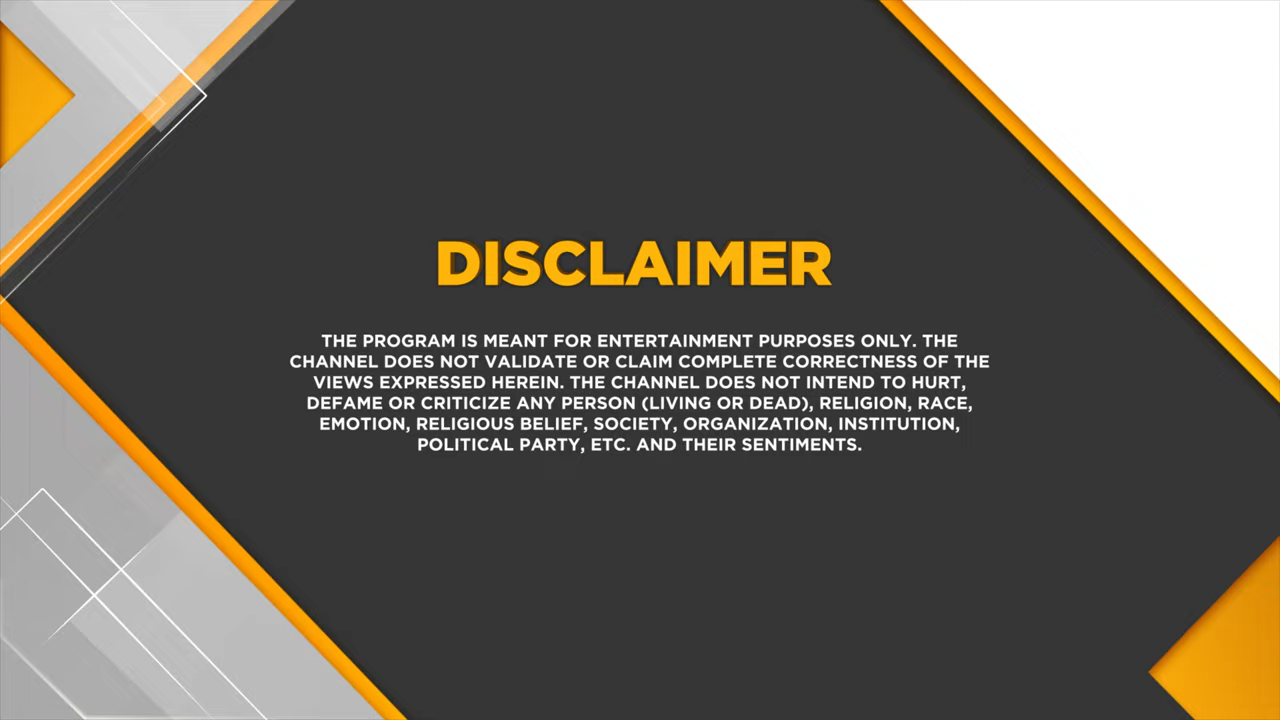 DISCLAIMER
THE PROGRAM IS MEANT FOR ENTERTAINMENT PURPOSES ONLY. THE
CHANNEL DOES NOT VALIDATE OR CLAIM COMPLETE CORRECTNESS OF THE
VIEWS EXPRESSED HEREIN. THE CHANNEL DOES NOT INTEND TO HURT,
DEFAME OR CRITICIZE ANY PERSON (LIVING OR DEAD), RELIGION, RACE,
EMOTION, RELIGIOUS BELIEF, SOCIETY, ORGANIZATION, INSTITUTION,
POLITICAL PARTY, ETC. AND THEIR SENTIMENTS.